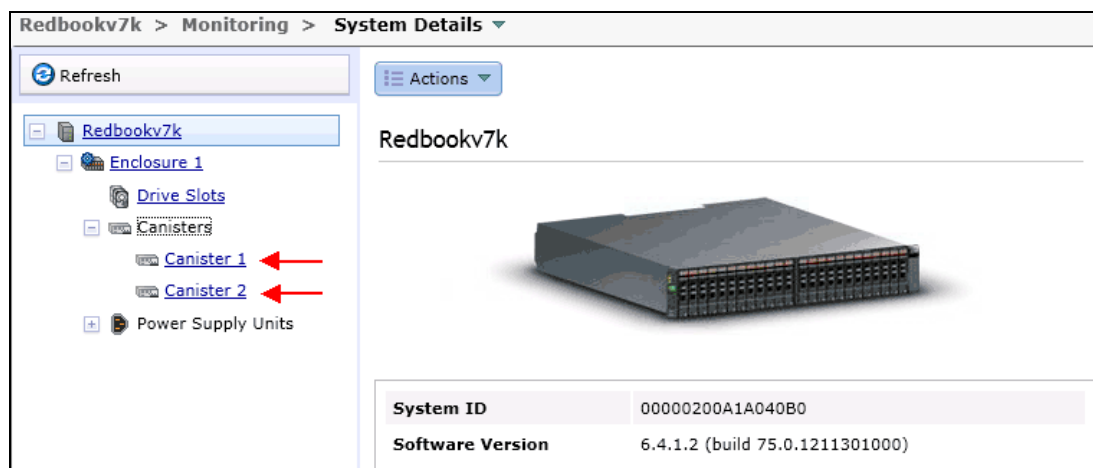 Redbookv7k > Monitoring > System Details
Refresh
Actions
Redbookv7k
Enclosure 1
Drive Slots
Canisters
Canister 1
Canister 2
Power Supply Units
Redbookv7k
System ID 00000200A1A040B0
Software Version 6.4.1.2 (build 75.0.1211301000)